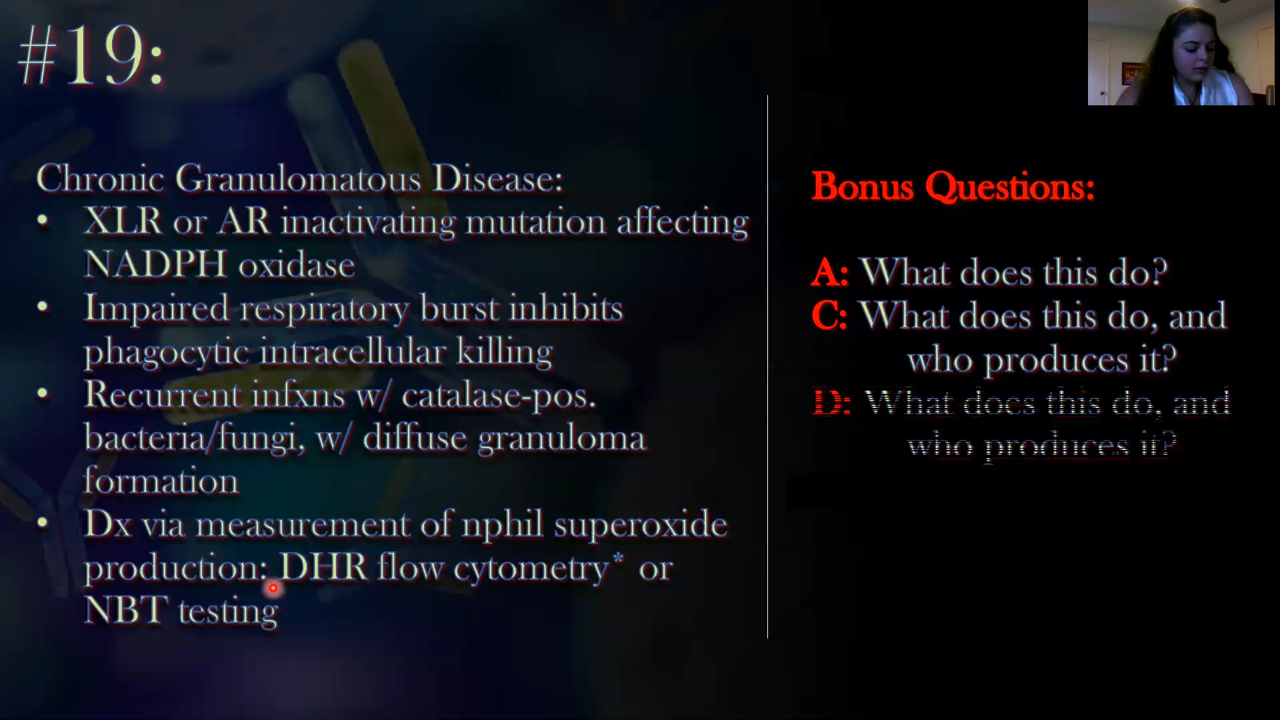 #19:
Chronic Granulomatous Disease:
• XLR or AR inactivating mutation affecting
NADPH oxidase
• Impaired respiratory burst inhibits
phagocytic intracellular killing
• Recurrent infxns w/ catalase-pos.
bacteria/fungi, w/ diffuse granuloma
formation
• Dx via measurement of nphil superoxide
production: DHR flow cytometry* or
NBT testing
Bonus Questions:
A: What does this do?
C: What does this do, and
who produces it?
D: What does this do, and
who produces it?